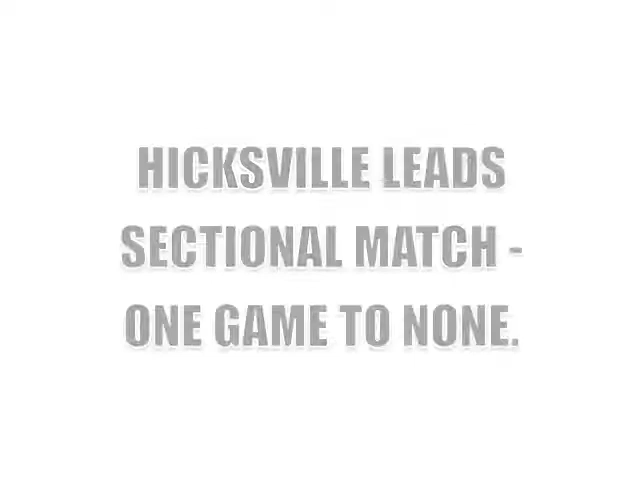 HICKSVILLE LEADS
SECTIONAL MATCH -
ONE GAME TO NONE.